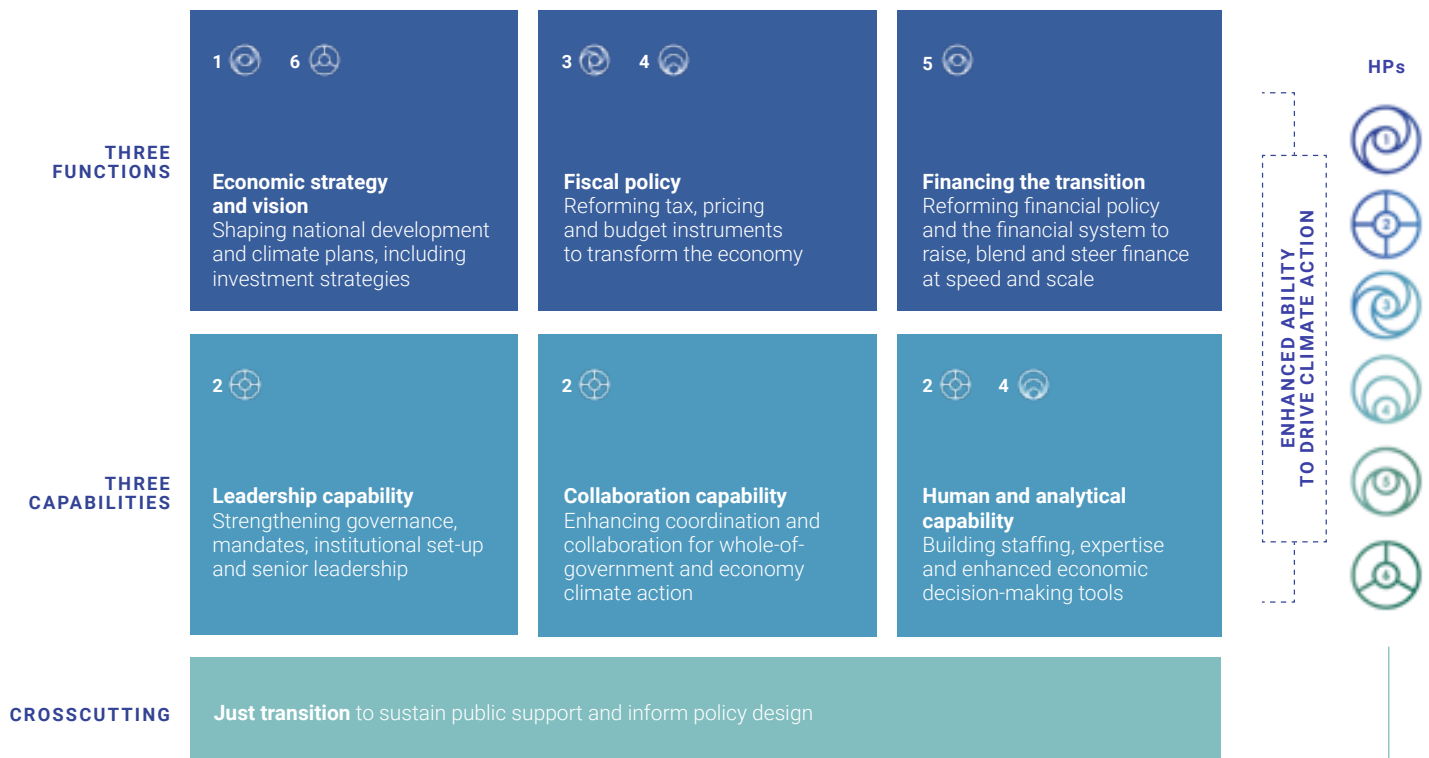 THREE
FUNCTIONS
1 6
Economic strategy
and vision
Shaping national development
and climate plans, including
investment strategies
3 4
Fiscal policy
Reforming tax, pricing
and budget instruments
to transform the economy
5
Financing the transition
Reforming financial policy
and the financial system to
raise, blend and steer finance
at speed and scale
THREE
CAPABILITIES
2
Leadership capability
Strengthening governance,
mandates, institutional set-up
and senior leadership
2
Collaboration capability
Enhancing coordination and
collaboration for whole-of-
government and economy
climate action
2 4
Human and analytical
capability
Building staffing, expertise
and enhanced economic
decision-making tools
CROSSCUTTING
Just transition to sustain public support and inform policy design
ENHANCED ABILITY
TO DRIVE CLIMATE ACTION
HPs
1
2
3
4
5
6